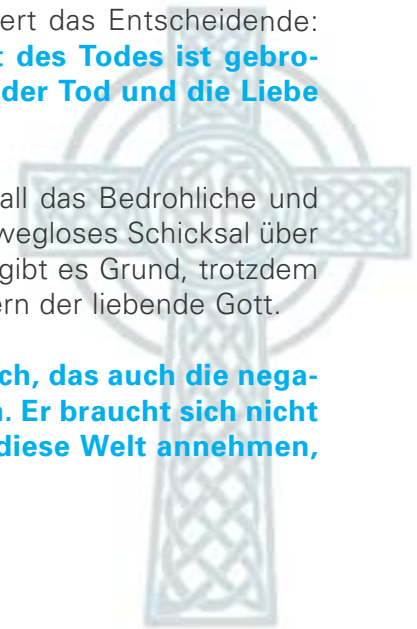 ert das Entscheidende:
t des Todes ist gebro-
der Tod und die Liebe
all das Bedrohliche und
wegloses Schicksal über
gibt es Grund, trotzdem
ern der liebende Gott.
ch, das auch die nega-
. Er braucht sich nicht
diese Welt annehmen,